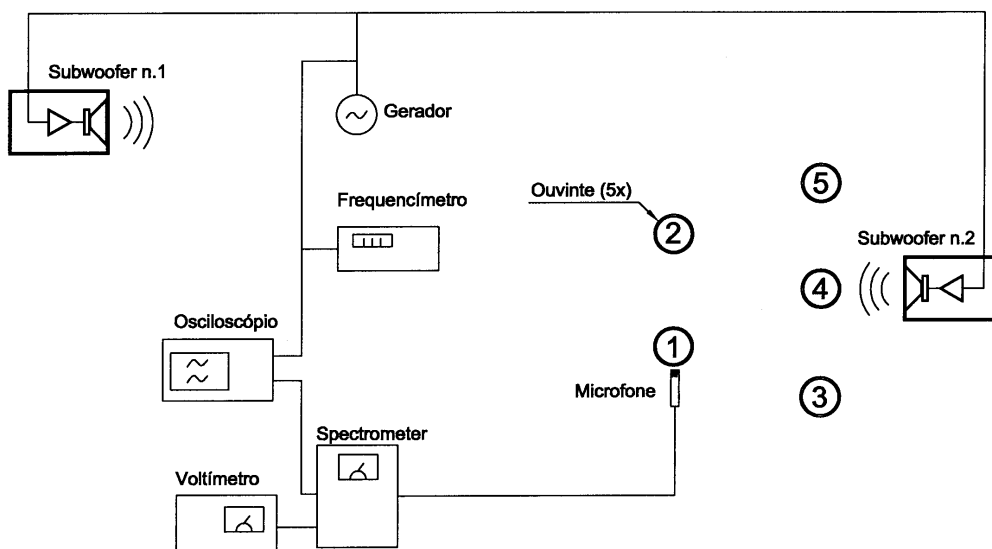 Subwoofer n.1
Gerador
Ouvinte (5x)
5
Frequencímetro
2
Subwoofer n.2
4
Osciloscópio
1
Microfone
3
Spectrometer
Voltímetro